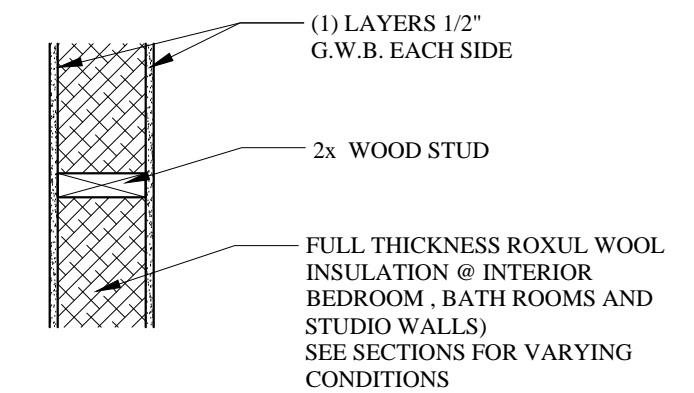 (1) LAYERS 1/2"
G.W.B. EACH SIDE
2x WOOD STUD
FULL THICKNESS ROXUL WOOL
INSULATION @ INTERIOR
BEDROOM , BATH ROOMS AND
STUDIO WALLS)
SEE SECTIONS FOR VARYING
CONDITIONS